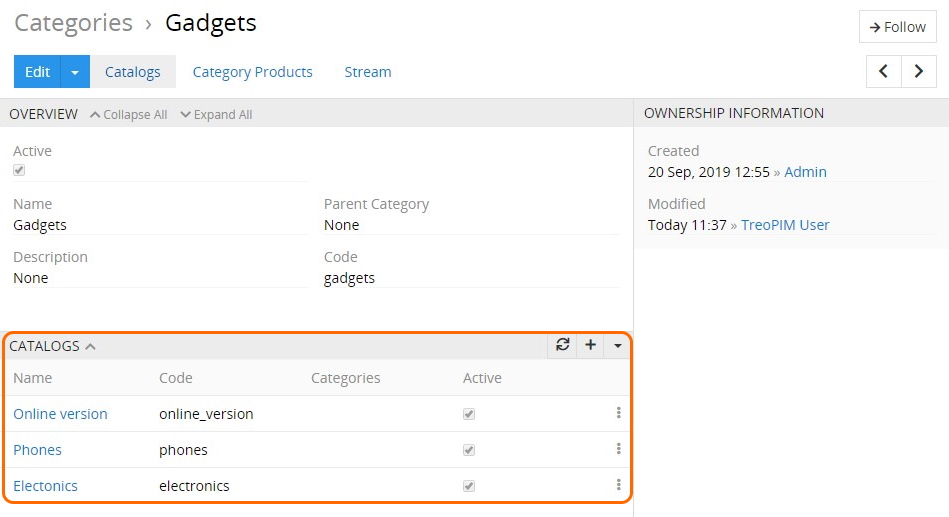 Categories › Gadgets
Follow
Edit Catalogs Category Products Stream
OVERVIEW Collapse All Expand All
Active
Name Parent Category
Gadgets None
Description Code
None gadgets
OWNERSHIP INFORMATION
Created
20 Sep, 2019 12:55 » Admin
Modified
Today 11:37 » TreoPIM User
CATALOGS
Name Code Categories Active
Online version online_version
Phones phones
Electonics electronics